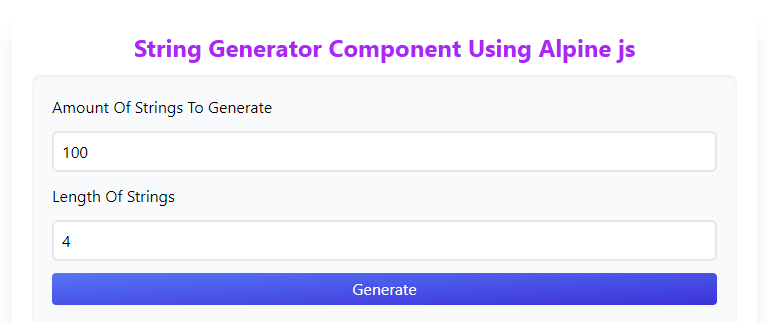 String Generator Component Using Alpine js
Amount Of Strings To Generate
100
Length Of Strings
4
Generate